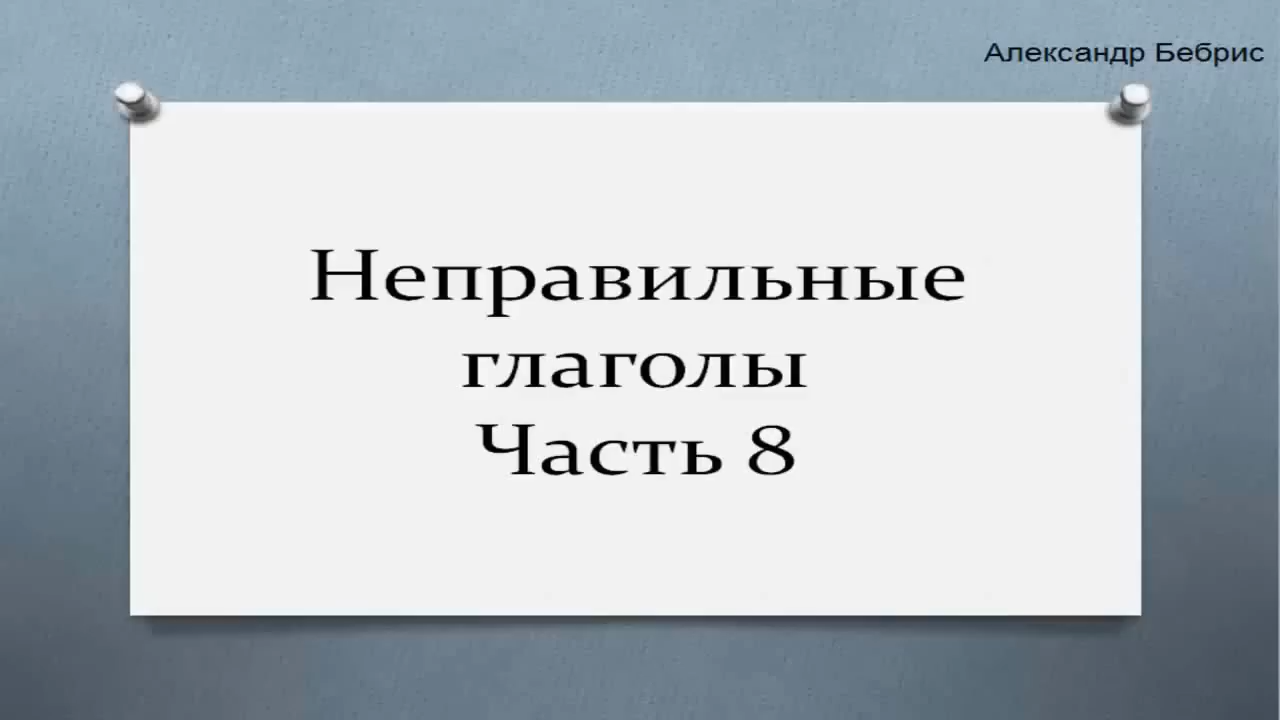 Александр Бебрис
Неправильные
глаголы
Часть 8